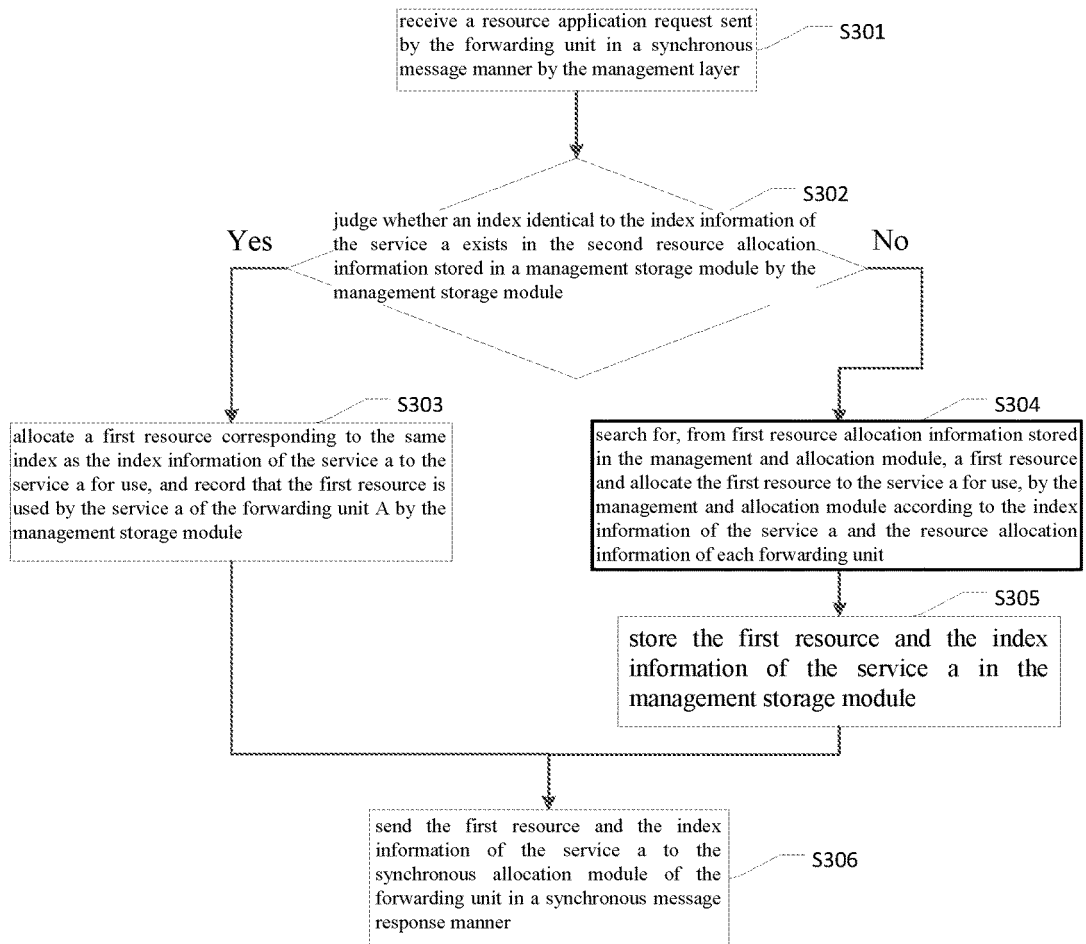 receive a resource application request sent
by the forwarding unit in a synchronous
message manner by the management layer
S301
S302
judge whether an index identical to the index information of
the service a exists in the second resource allocation
information stored in a management storage module by the
management storage module
Yes
No
S303
allocate a first resource corresponding to the same
index as the index information of the service a to the
service a for use, and record that the first resource is
used by the service a of the forwarding unit A by the
management storage module
S304
search for, from first resource allocation information stored
in the management and allocation module, a first resource
and allocate the first resource to the service a for use, by the
management and allocation module according to the index
information of the service a and the resource allocation
information of each forwarding unit
S305
store the first resource and the index
information of the service a in the
management storage module
send the first resource and the index
information of the service a to the
synchronous allocation module of the
forwarding unit in a synchronous message
response manner
S306